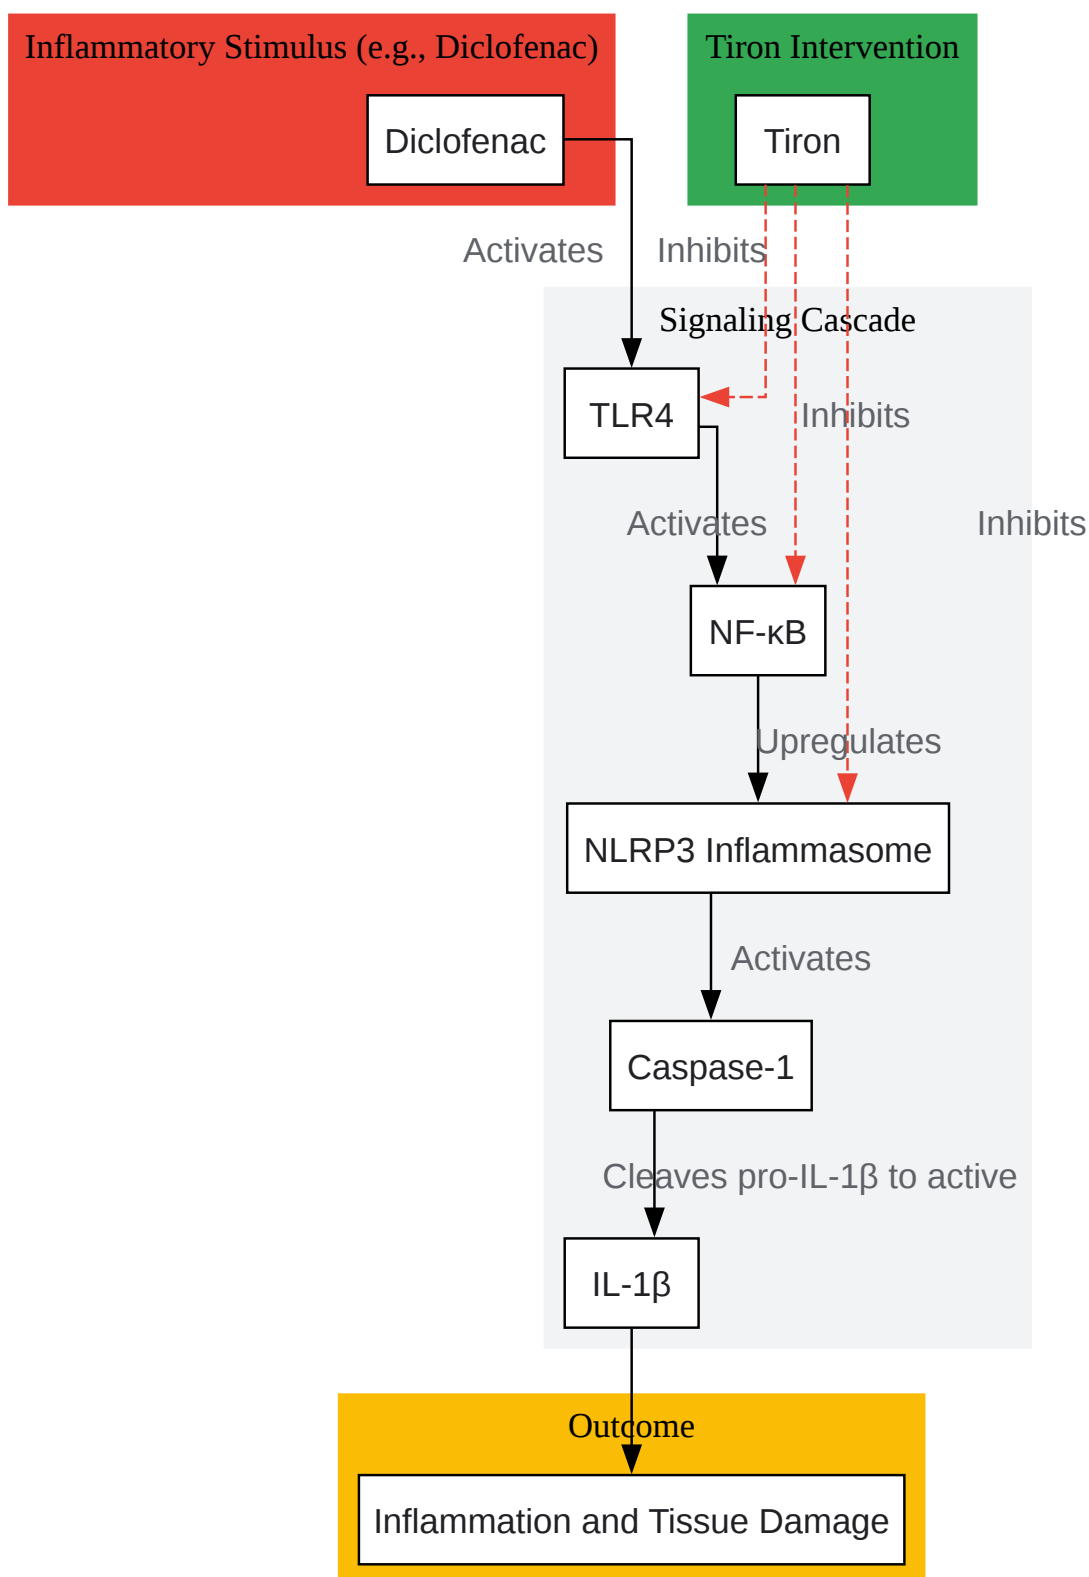 Inflammatory Stimulus (e.g., Diclofenac)
Tiron Intervention
Diclofenac
Tiron
Activates
Inhibits
Signaling Cascade
TLR4
Inhibits
Activates
Inhibits
NF-κB
Upregulates
NLRP3 Inflammasome
Activates
Caspase-1
Cleaves pro-IL-1β to active
IL-1β
Outcome
Inflammation and Tissue Damage